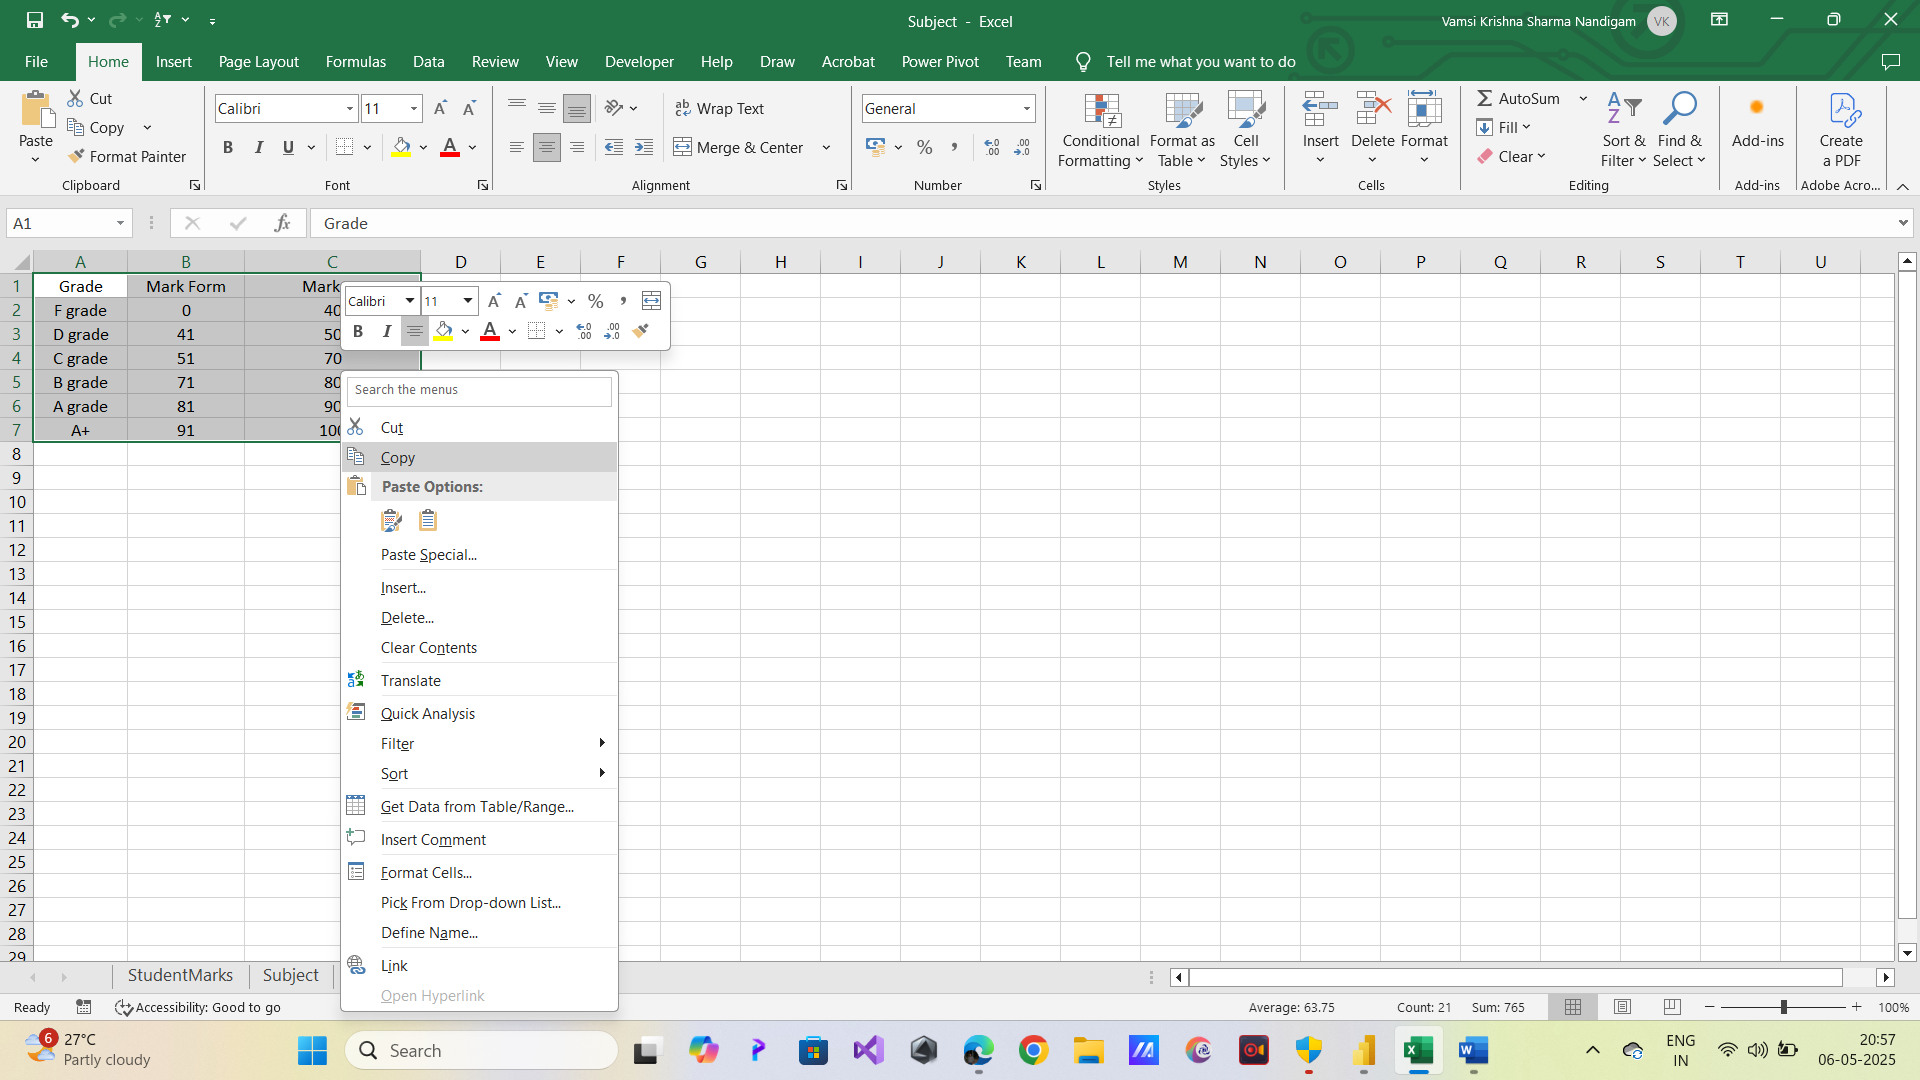 Subject - Excel
Vamsi Krishna Sharma Nandigam
VK
File Home Insert Page Layout Formulas Data Review View Developer Help Draw Acrobat Power Pivot Team Tell me what you want to do
Paste
Cut
Copy
Format Painter
Clipboard
Calibri 11
B I U
Font
Wrap Text
Merge & Center
Alignment
General
Number
Conditional Formatting
Format as Table
Cell Styles
Styles
Insert Delete Format
Cells
AutoSum
Fill
Clear
Sort & Filter
Find & Select
Editing
Add-ins
Add-ins
Create a PDF
Adobe Acro...
A1 fx Grade
A B C D E F G H I J K L M N O P Q R S T U
1 Grade Mark Form Mark
2 F grade 0 40
3 D grade 41 50
4 C grade 51 70
5 B grade 71 80
6 A grade 81 90
7 A+ 91 100
8
9
10
11
12
13
14
15
16
17
18
19
20
21
22
23
24
25
26
27
28
29
Calibri 11 % ,
B I A
Search the menus
Cut
Copy
Paste Options:
Paste Special...
Insert...
Delete...
Clear Contents
Translate
Quick Analysis
Filter
Sort
Get Data from Table/Range...
Insert Comment
Format Cells...
Pick From Drop-down List...
Define Name...
Link
Open Hyperlink
StudentMarks Subject
Ready Accessibility: Good to go Average: 63.75 Count: 21 Sum: 765 100%
6 27°C
Partly cloudy
Search
ENG
IN
20:57
06-05-2025